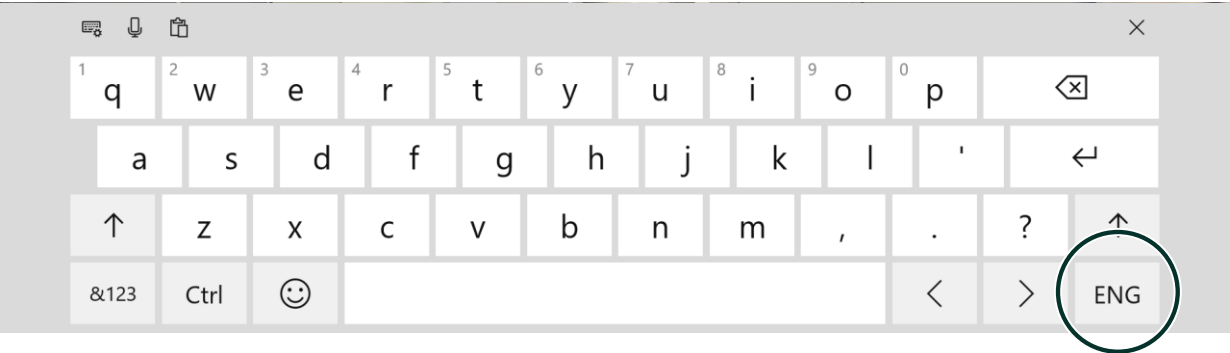 1 q 2 w 3 e 4 r 5 t 6 y 7 u 8 i 9 o 0 p
a s d f g h j k l '
z x c v b n m , . ?
&123 Ctrl < > ENG